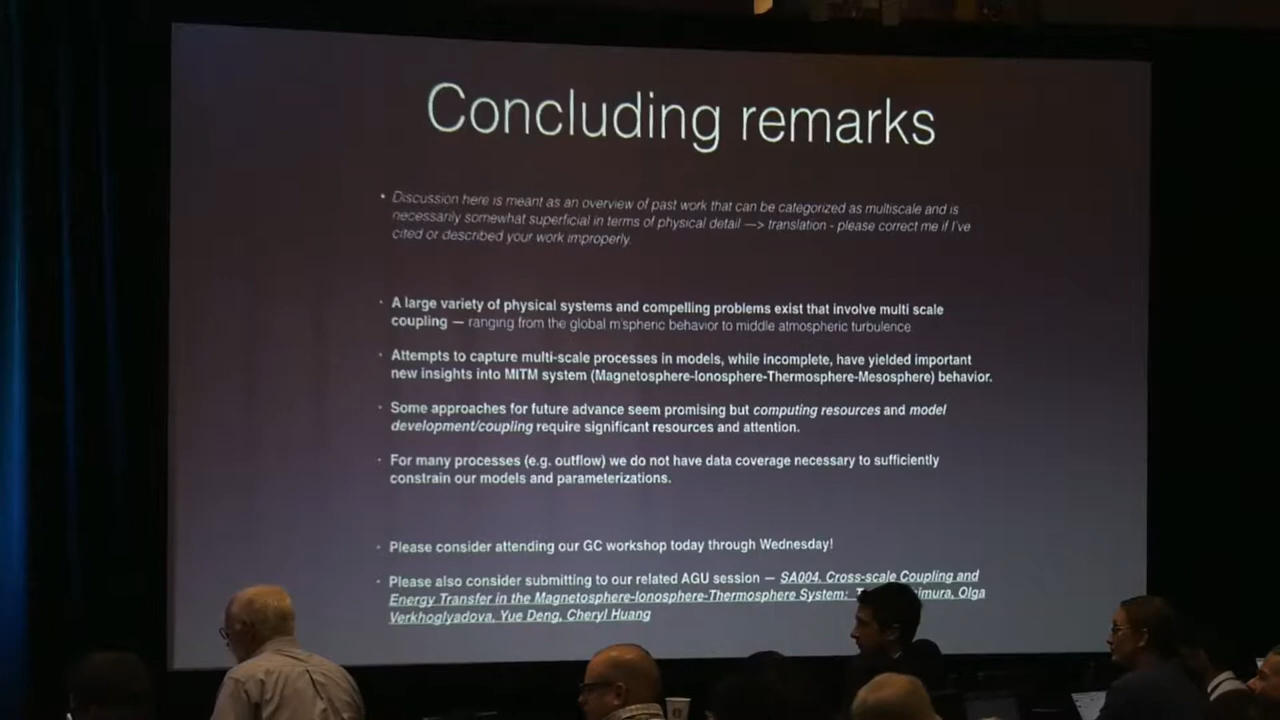 Concluding remarks
• Discussion here is meant as an overview of past work that can be categorized as multiscale and is
necessarily somewhat superficial in terms of physical detail —> translation - please correct me if I've
cited or described your work improperly.
• A large variety of physical systems and compelling problems exist that involve multi scale
coupling — ranging from the global m'spheric behavior to middle atmospheric turbulence
• Attempts to capture multi-scale processes in models, while incomplete, have yielded important
new insights into MITM system (Magnetosphere-Ionosphere-Thermosphere-Mesosphere) behavior.
• Some approaches for future advance seem promising but computing resources and model
development/coupling require significant resources and attention.
• For many processes (e.g. outflow) we do not have data coverage necessary to sufficiently
constrain our models and parameterizations.
• Please consider attending our GC workshop today through Wednesday!
• Please also consider submitting to our related AGU session — SA004. Cross-scale Coupling and
Energy Transfer in the Magnetosphere-Ionosphere-Thermosphere System: Olga
Verkhoglyadova, Yue Deng, Cheryl Huang